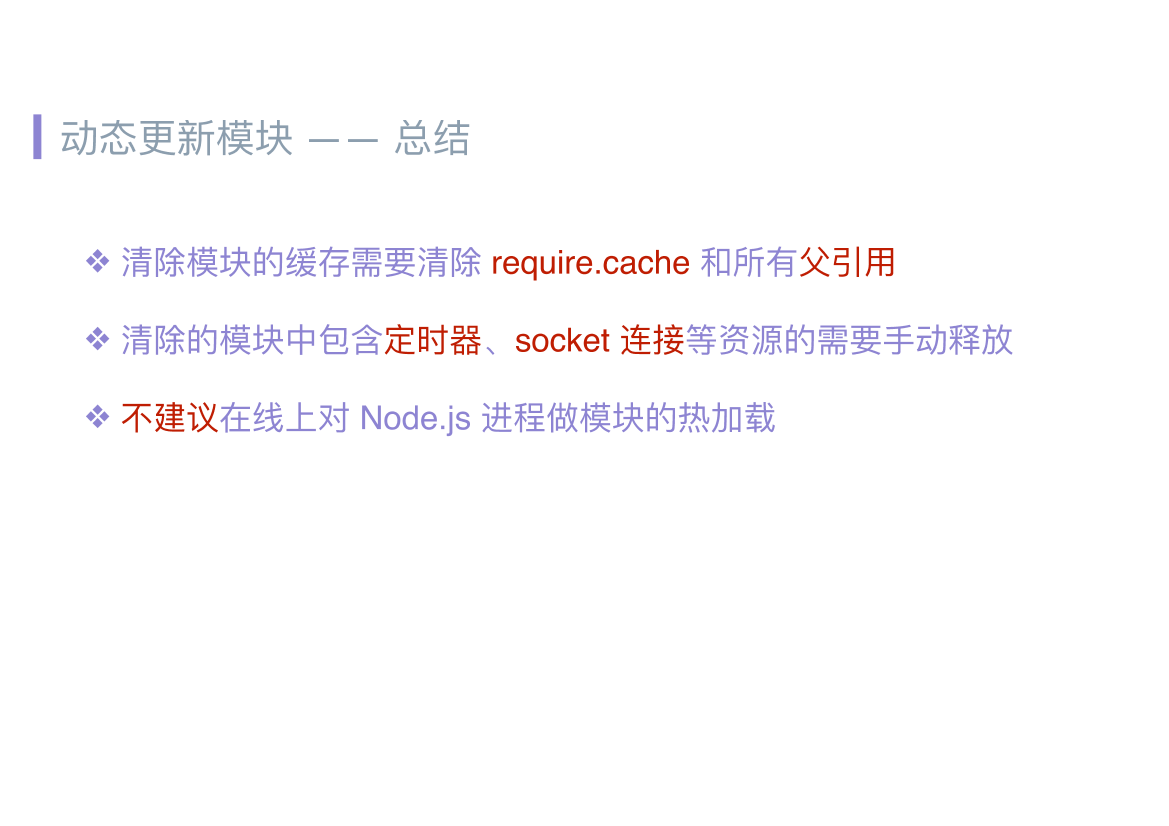 动态更新模块 —— 总结
❖ 清除模块的缓存需要清除 require.cache 和所有父引用
❖ 清除的模块中包含定时器、socket 连接等资源的需要手动释放
❖ 不建议在线上对 Node.js 进程做模块的热加载